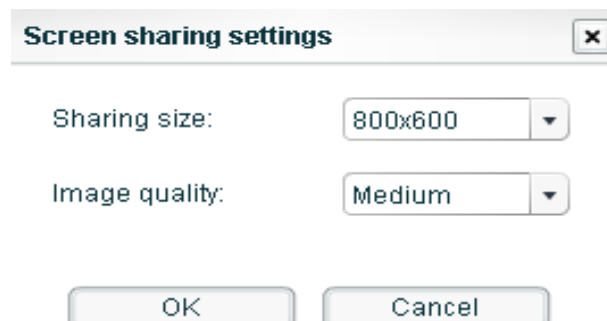 Screen sharing settings
Sharing size: 800x600
Image quality: Medium
OK Cancel